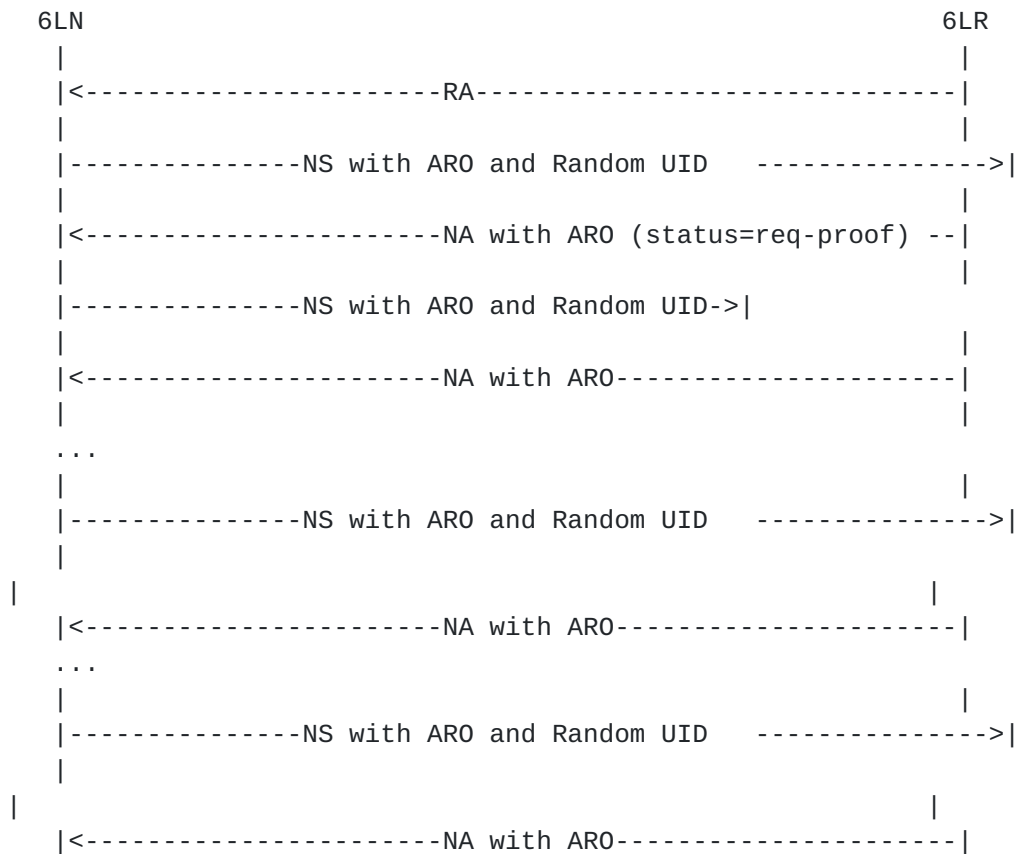 6LN                                                       6LR
 |                                                         |
 |<-----------------------RA-------------------------------|
 |                                                         |
 |---------------NS with ARO and Random UID   --------------->|
 |                                                         |
 |<-----------------------NA with ARO (status=req-proof) --|
 |                                                         |
 |---------------NS with ARO and Random UID->|
 |                                                         |
 |<-----------------------NA with ARO----------------------|
 |                                                         |
 ...
 |                                                         |
 |---------------NS with ARO and Random UID   --------------->|
 |
|                                                          |
 |<-----------------------NA with ARO----------------------|
 ...
 |                                                         |
 |---------------NS with ARO and Random UID   --------------->|
 |
|                                                          |
 |<-----------------------NA with ARO----------------------|